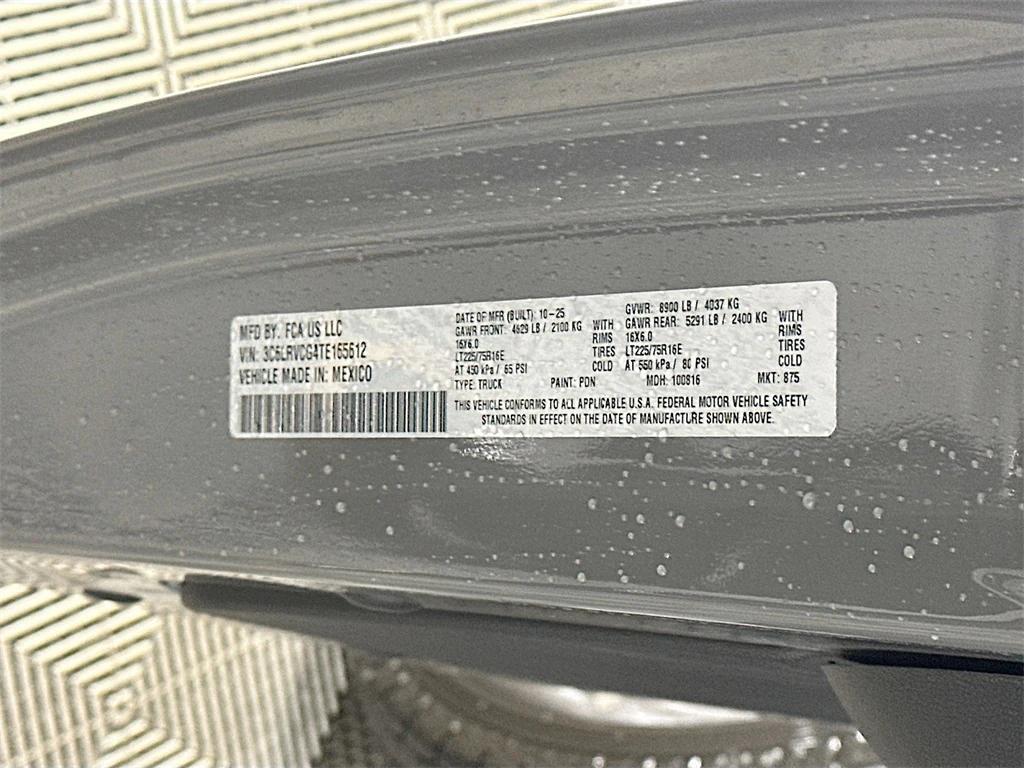 MFD BY: FCA US LLC
VIN: 3C6LRVCG4TE165612
VEHICLE MADE IN: MEXICO
DATE OF MFR (BUILT): 10-25
GAWR FRONT: 4629 LB / 2100 KG WITH
16X6.0 RIMS
LT225/75R16E TIRES
AT 450 kPa / 65 PSI COLD
GVWR: 8900 LB / 4037 KG
GAWR REAR: 5291 LB / 2400 KG WITH
16X6.0 RIMS
LT225/75R16E TIRES
AT 550 kPa / 80 PSI COLD
TYPE: TRUCK PAINT: PDN MDH: 100916 MKT: 875
THIS VEHICLE CONFORMS TO ALL APPLICABLE U.S.A. FEDERAL MOTOR VEHICLE SAFETY
STANDARDS IN EFFECT ON THE DATE OF MANUFACTURE SHOWN ABOVE.